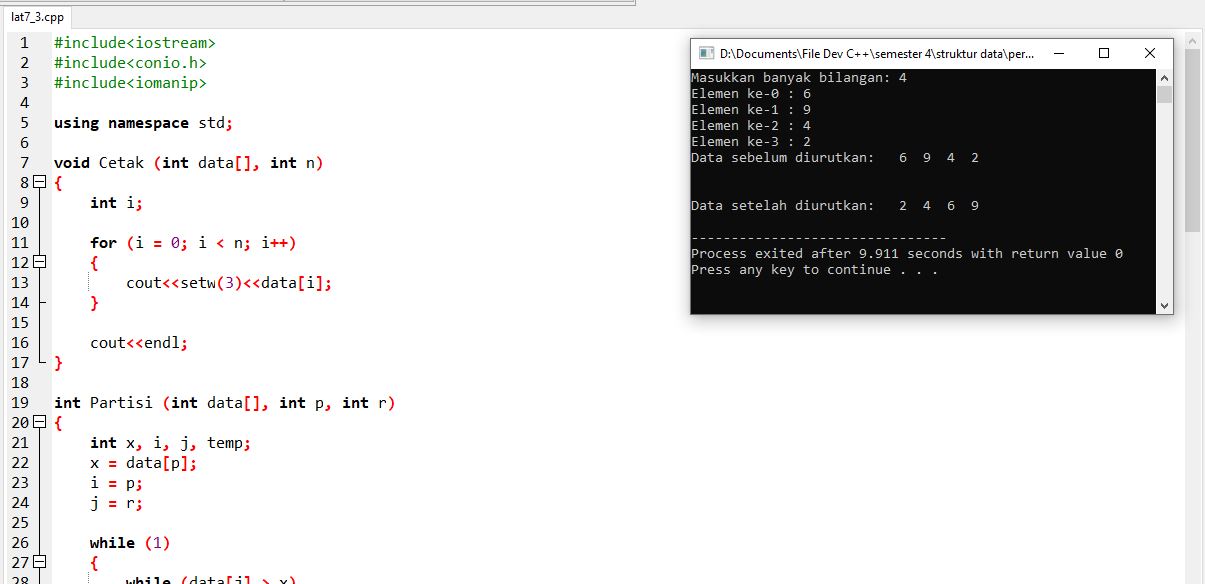 lat7_3.cpp
1 #include<iostream>
2 #include<conio.h>
3 #include<iomanip>
4
5 using namespace std;
6
7 void Cetak (int data[], int n)
8 {
9 int i;
10
11 for (i = 0; i < n; i++)
12 {
13 cout<<setw(3)<<data[i];
14 }
15
16 cout<<endl;
17 }
18
19 int Partisi (int data[], int p, int r)
20 {
21 int x, i, j, temp;
22 x = data[p];
23 i = p;
24 j = r;
25
26 while (1)
27 {
28 while (data[j] > x)
D:\Documents\File Dev C++\semester 4\struktur data\per...
Masukkan banyak bilangan: 4
Elemen ke-0 : 6
Elemen ke-1 : 9
Elemen ke-2 : 4
Elemen ke-3 : 2
Data sebelum diurutkan:   6  9  4  2
Data setelah diurutkan:   2  4  6  9
--------------------------------
Process exited after 9.911 seconds with return value 0
Press any key to continue . . .